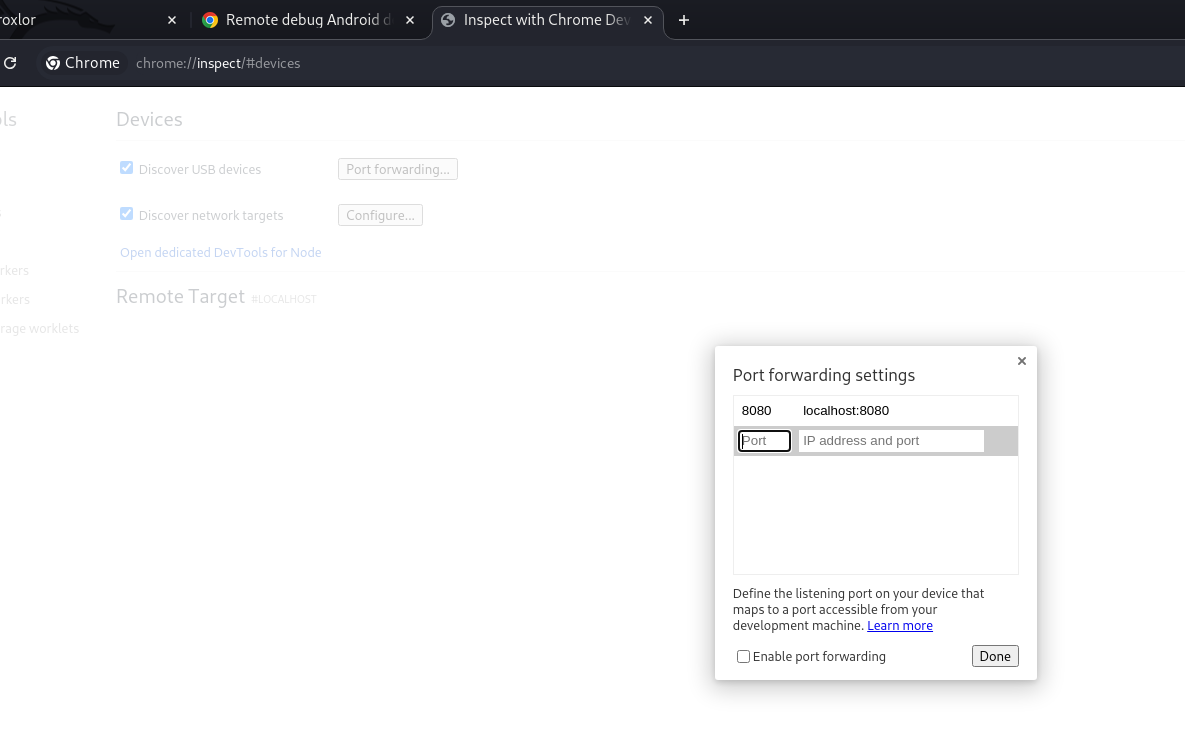 roxlor
Remote debug Android d
Inspect with Chrome Dev
Chrome chrome://inspect/#devices
ols
Devices
Discover USB devices Port forwarding...
Discover network targets Configure...
Open dedicated DevTools for Node
rkers
Remote Target #LOCALHOST
rkers
rage worklets
Port forwarding settings
8080 localhost:8080
Port IP address and port
Define the listening port on your device that
maps to a port accessible from your
development machine. Learn more
Enable port forwarding Done